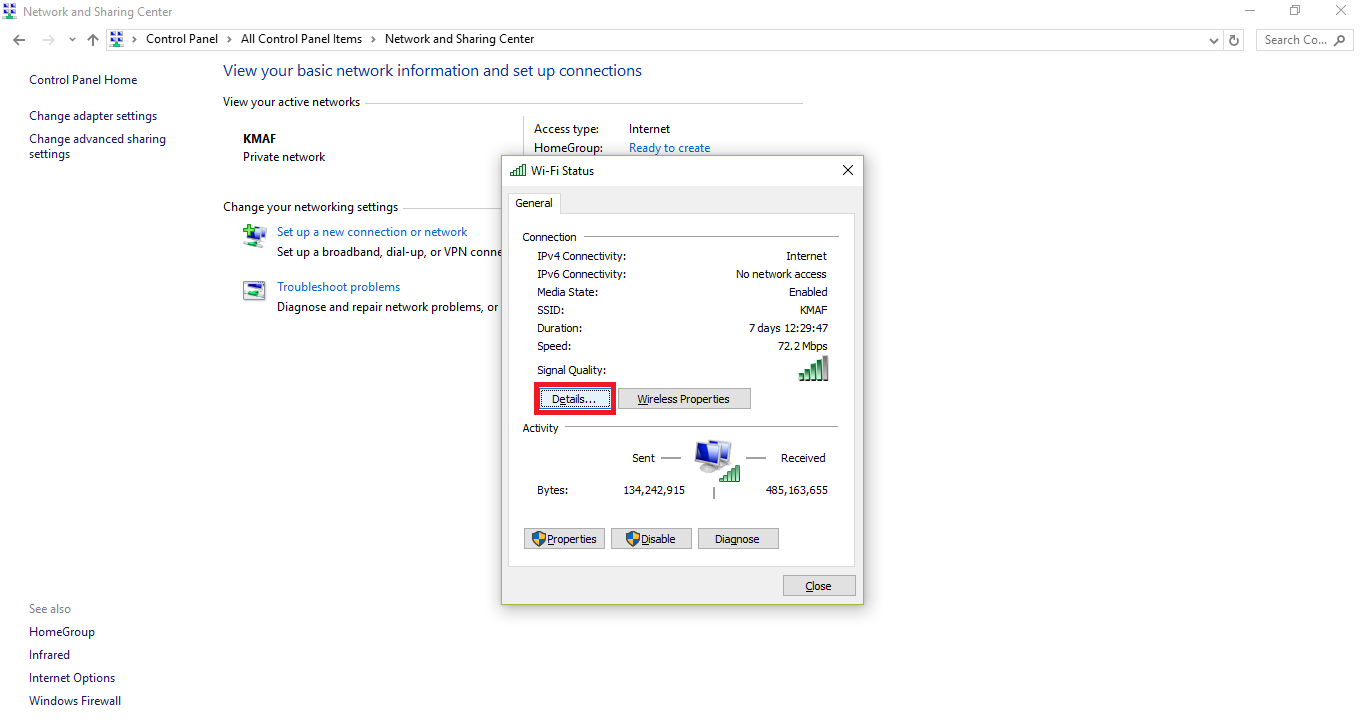 Network and Sharing Center
Control Panel > All Control Panel Items > Network and Sharing Center
Search Co...
Control Panel Home
Change adapter settings
Change advanced sharing
settings
View your basic network information and set up connections
View your active networks
KMAF
Private network
Access type: Internet
HomeGroup: Ready to create
Change your networking settings
Set up a new connection or network
Set up a broadband, dial-up, or VPN conne
Troubleshoot problems
Diagnose and repair network problems, or
Wi-Fi Status
General
Connection
IPv4 Connectivity: Internet
IPv6 Connectivity: No network access
Media State: Enabled
SSID: KMAF
Duration: 7 days 12:29:47
Speed: 72.2 Mbps
Signal Quality:
Details... Wireless Properties
Activity
Sent Received
Bytes: 134,242,915 485,163,655
Properties Disable Diagnose
Close
See also
HomeGroup
Infrared
Internet Options
Windows Firewall